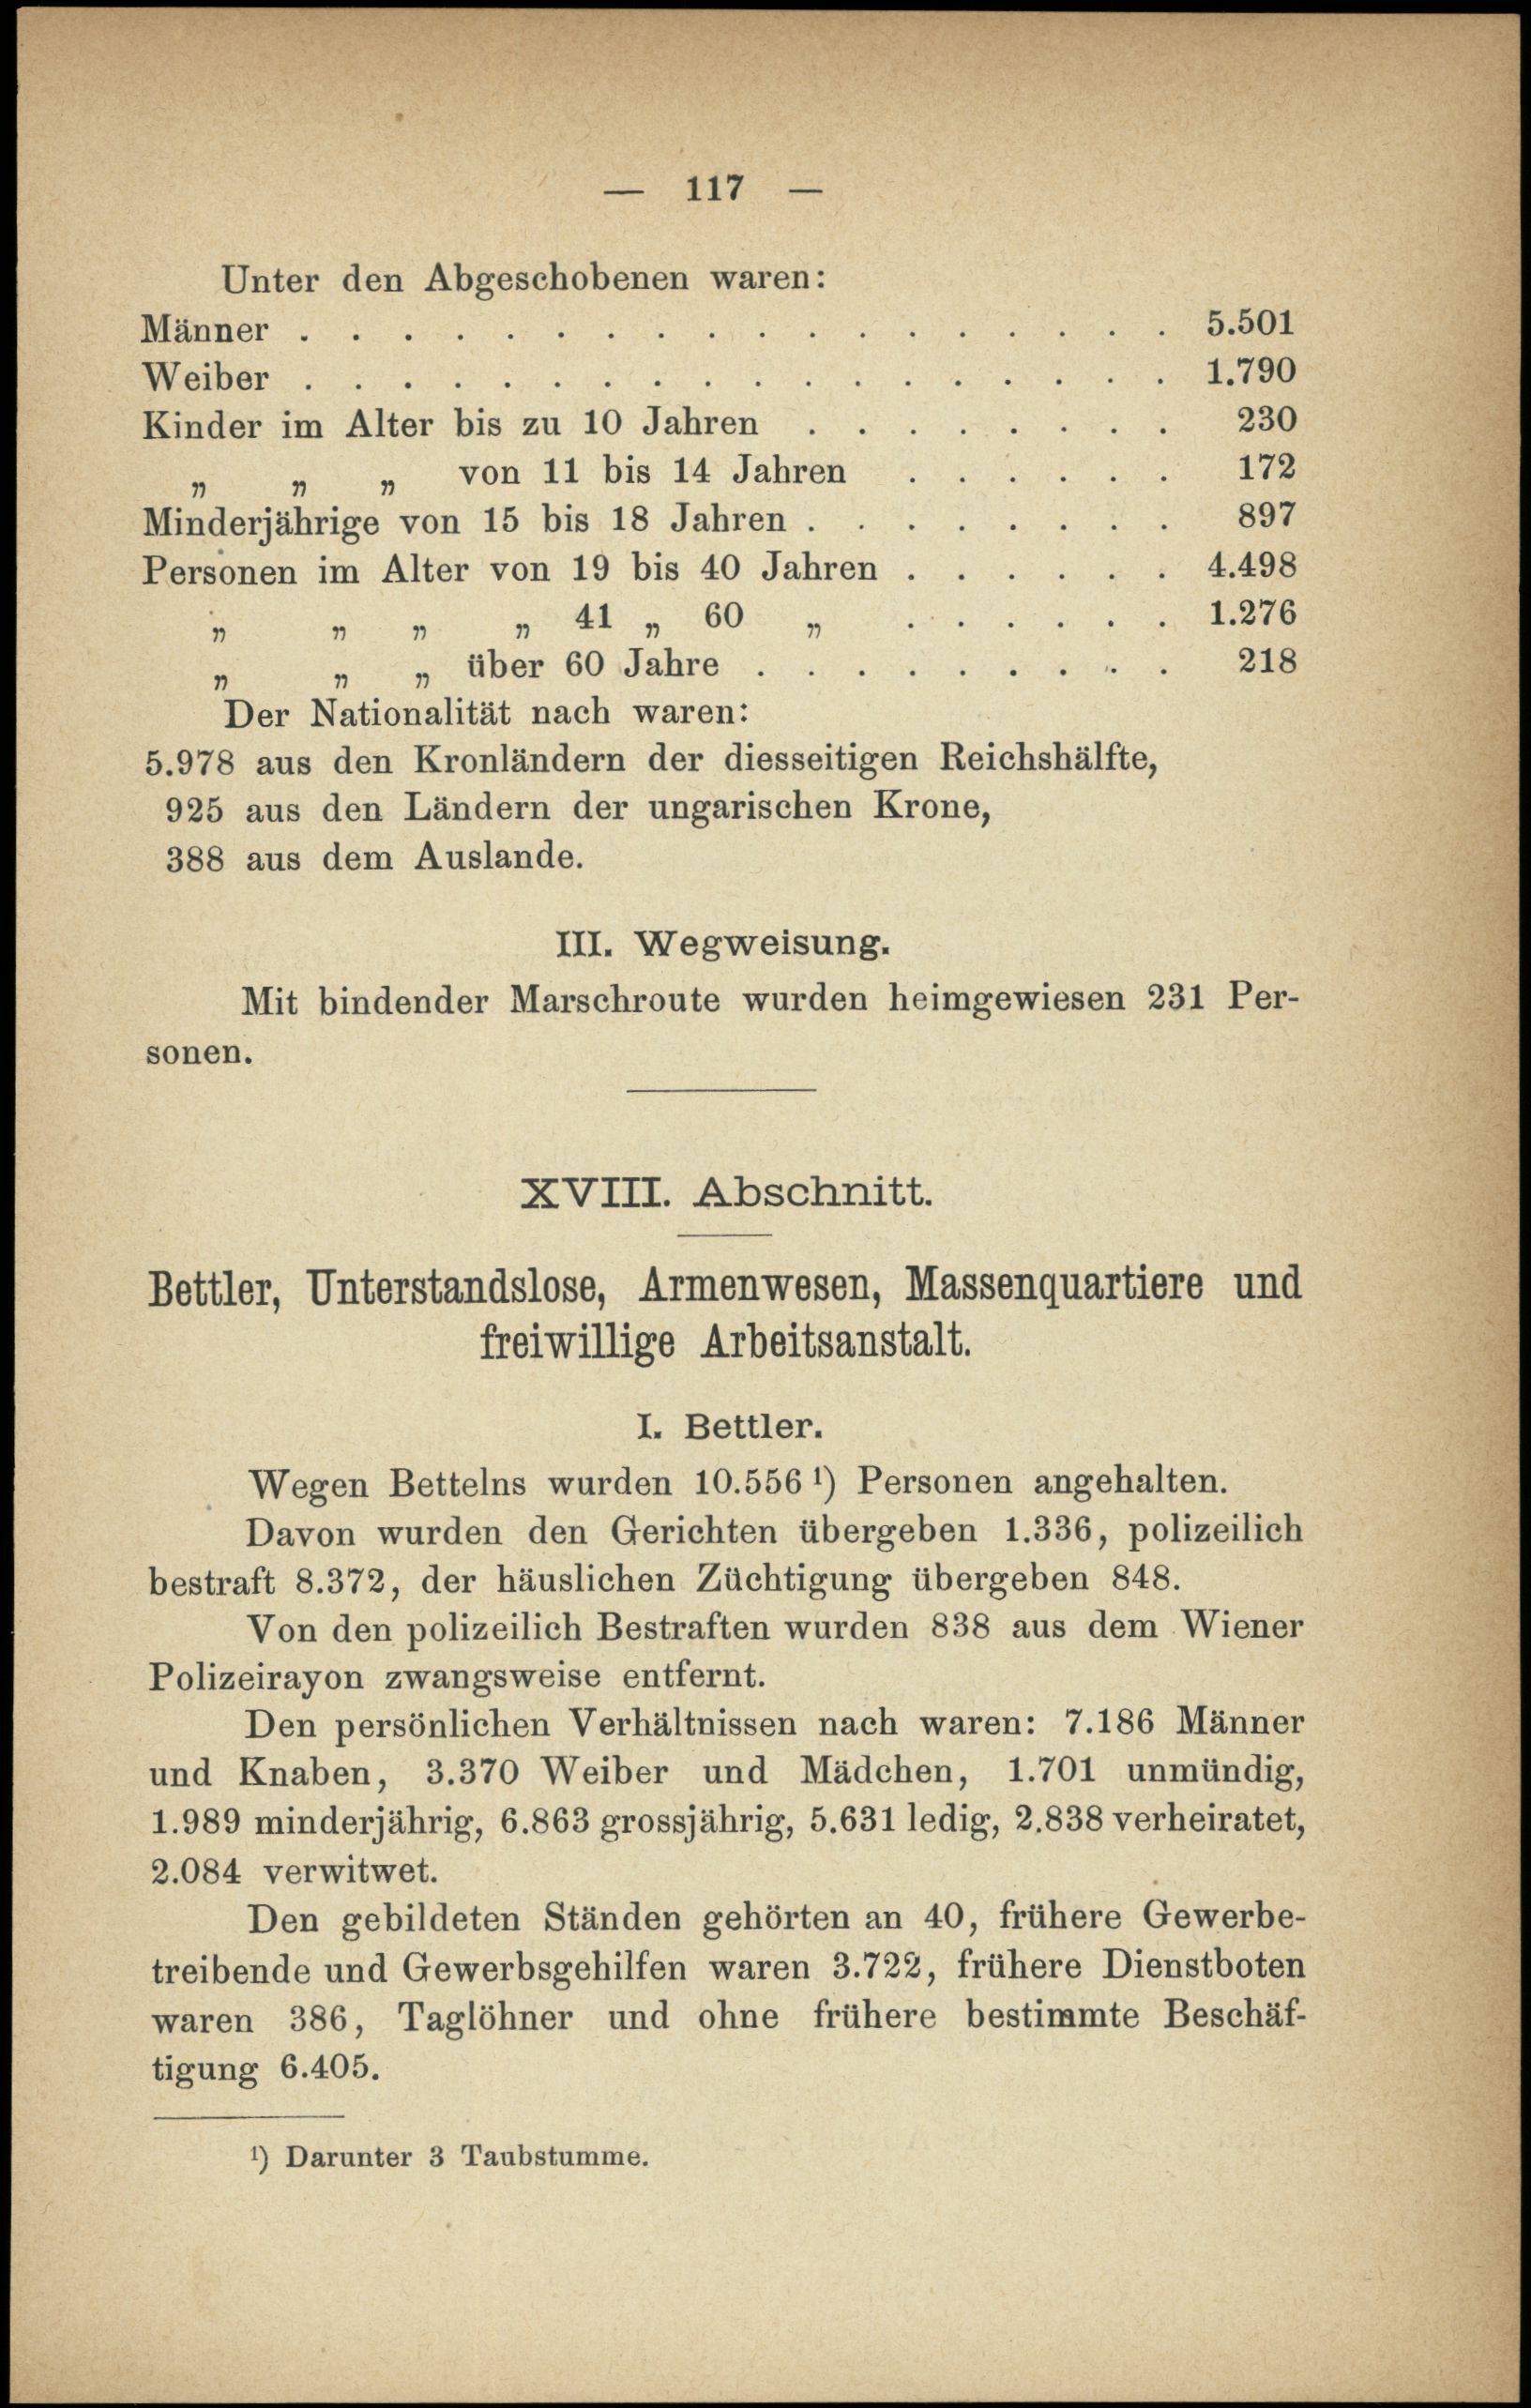 — 117 —
Unter den Abgeschobenen waren:
Männer . . . . . . . . . . . . . . . . . . 5.501
Weiber . . . . . . . . . . . . . . . . . . 1.790
Kinder im Alter bis zu 10 Jahren . . . . . . . . 230
„ „ „ von 11 bis 14 Jahren . . . . . . 172
Minderjährige von 15 bis 18 Jahren . . . . . . . . 897
Personen im Alter von 19 bis 40 Jahren . . . . . . 4.498
„ „ „ „ 41 „ 60 „ . . . . . . 1.276
„ „ „ über 60 Jahre . . . . . . . . . 218
Der Nationalität nach waren:
5.978 aus den Kronländern der diesseitigen Reichshälfte,
925 aus den Ländern der ungarischen Krone,
388 aus dem Auslande.
III. Wegweisung.
Mit bindender Marschroute wurden heimgewiesen 231 Per-
sonen.
XVIII. Abschnitt.
Bettler, Unterstandslose, Armenwesen, Massenquartiere und
freiwillige Arbeitsanstalt.
I. Bettler.
Wegen Bettelns wurden 10.556 ¹) Personen angehalten.
Davon wurden den Gerichten übergeben 1.336, polizeilich
bestraft 8.372, der häuslichen Züchtigung übergeben 848.
Von den polizeilich Bestraften wurden 838 aus dem Wiener
Polizeirayon zwangsweise entfernt.
Den persönlichen Verhältnissen nach waren: 7.186 Männer
und Knaben, 3.370 Weiber und Mädchen, 1.701 unmündig,
1.989 minderjährig, 6.863 grossjährig, 5.631 ledig, 2.838 verheiratet,
2.084 verwitwet.
Den gebildeten Ständen gehörten an 40, frühere Gewerbe-
treibende und Gewerbsgehilfen waren 3.722, frühere Dienstboten
waren 386, Taglöhner und ohne frühere bestimmte Beschäf-
tigung 6.405.
¹) Darunter 3 Taubstumme.